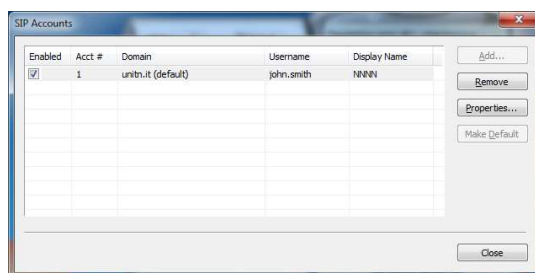 SIP Accounts
Enabled Acct # Domain Username Display Name
1 unitn.it (default) john.smith NNNN
Add...
Remove
Properties...
Make Default
Close